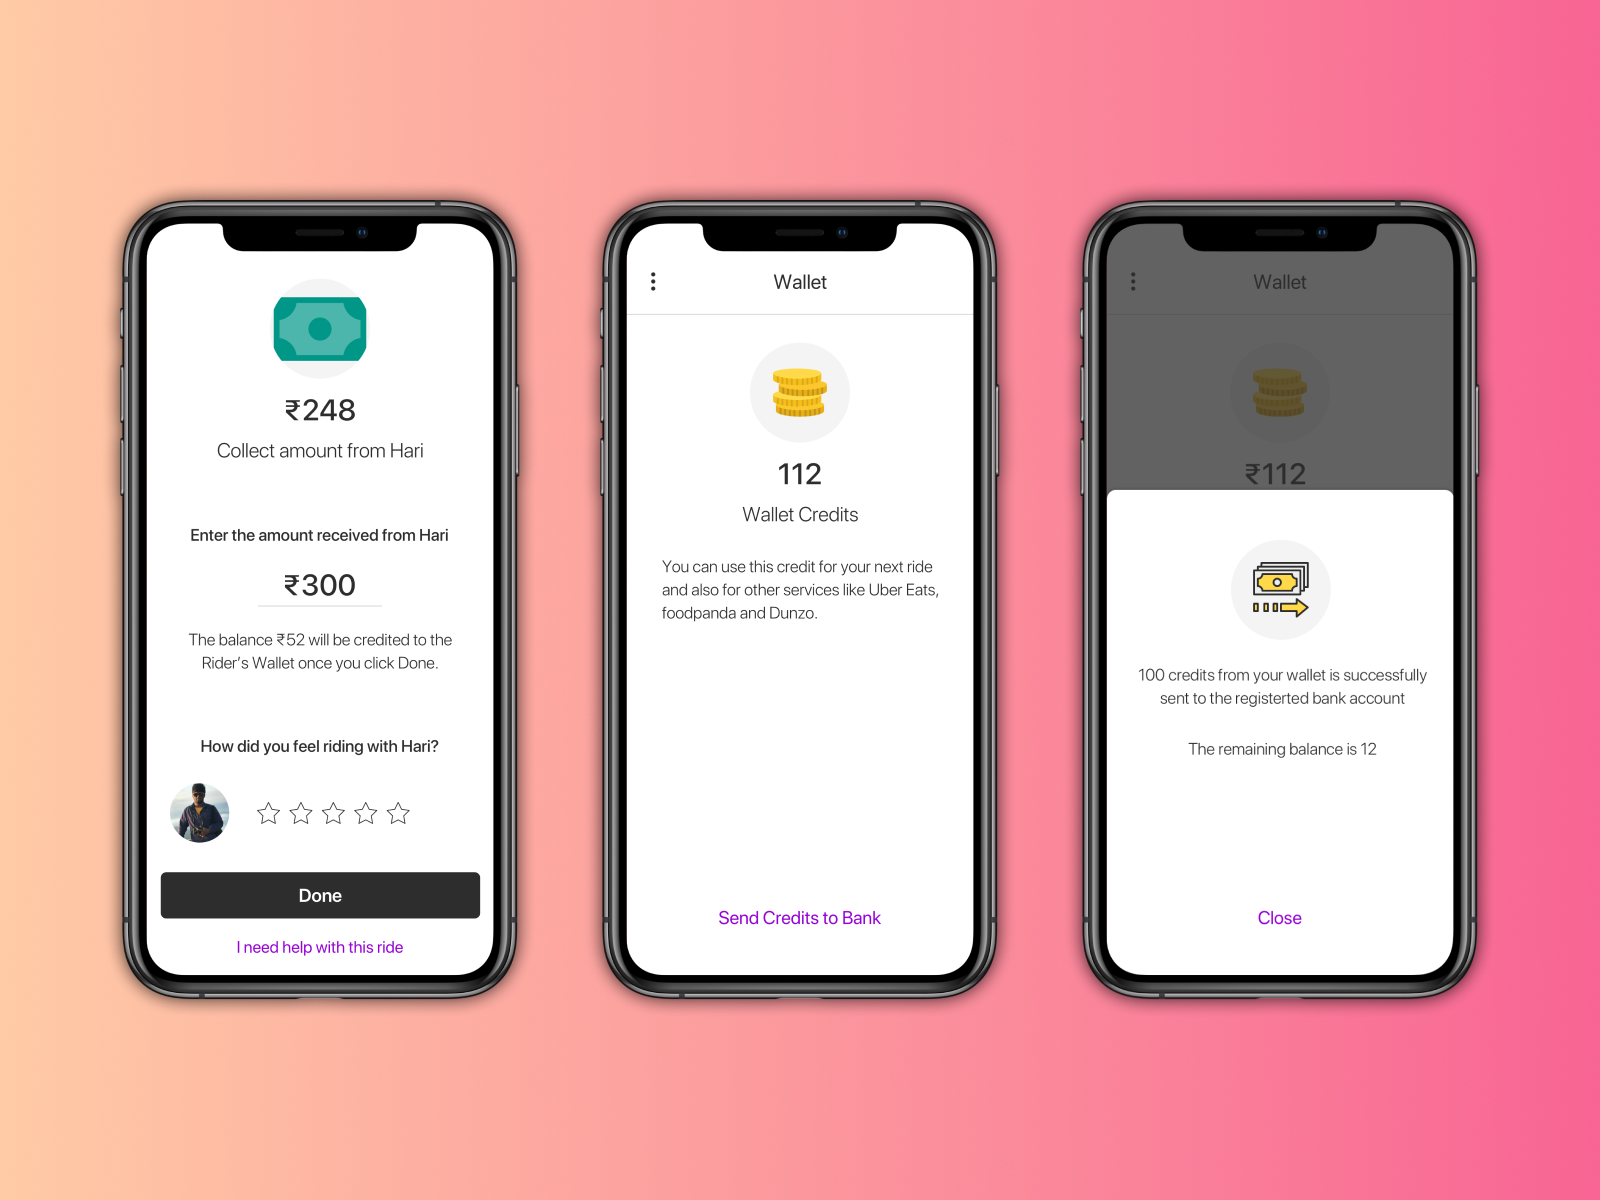 ₹248
Collect amount from Hari
Enter the amount received from Hari
₹300
The balance ₹52 will be credited to the
Rider's Wallet once you click Done.
How did you feel riding with Hari?
Done
I need help with this ride
Wallet
112
Wallet Credits
You can use this credit for your next ride
and also for other services like Uber Eats,
foodpanda and Dunzo.
Send Credits to Bank
Wallet
₹112
100 credits from your wallet is successfully
sent to the registerted bank account
The remaining balance is 12
Close